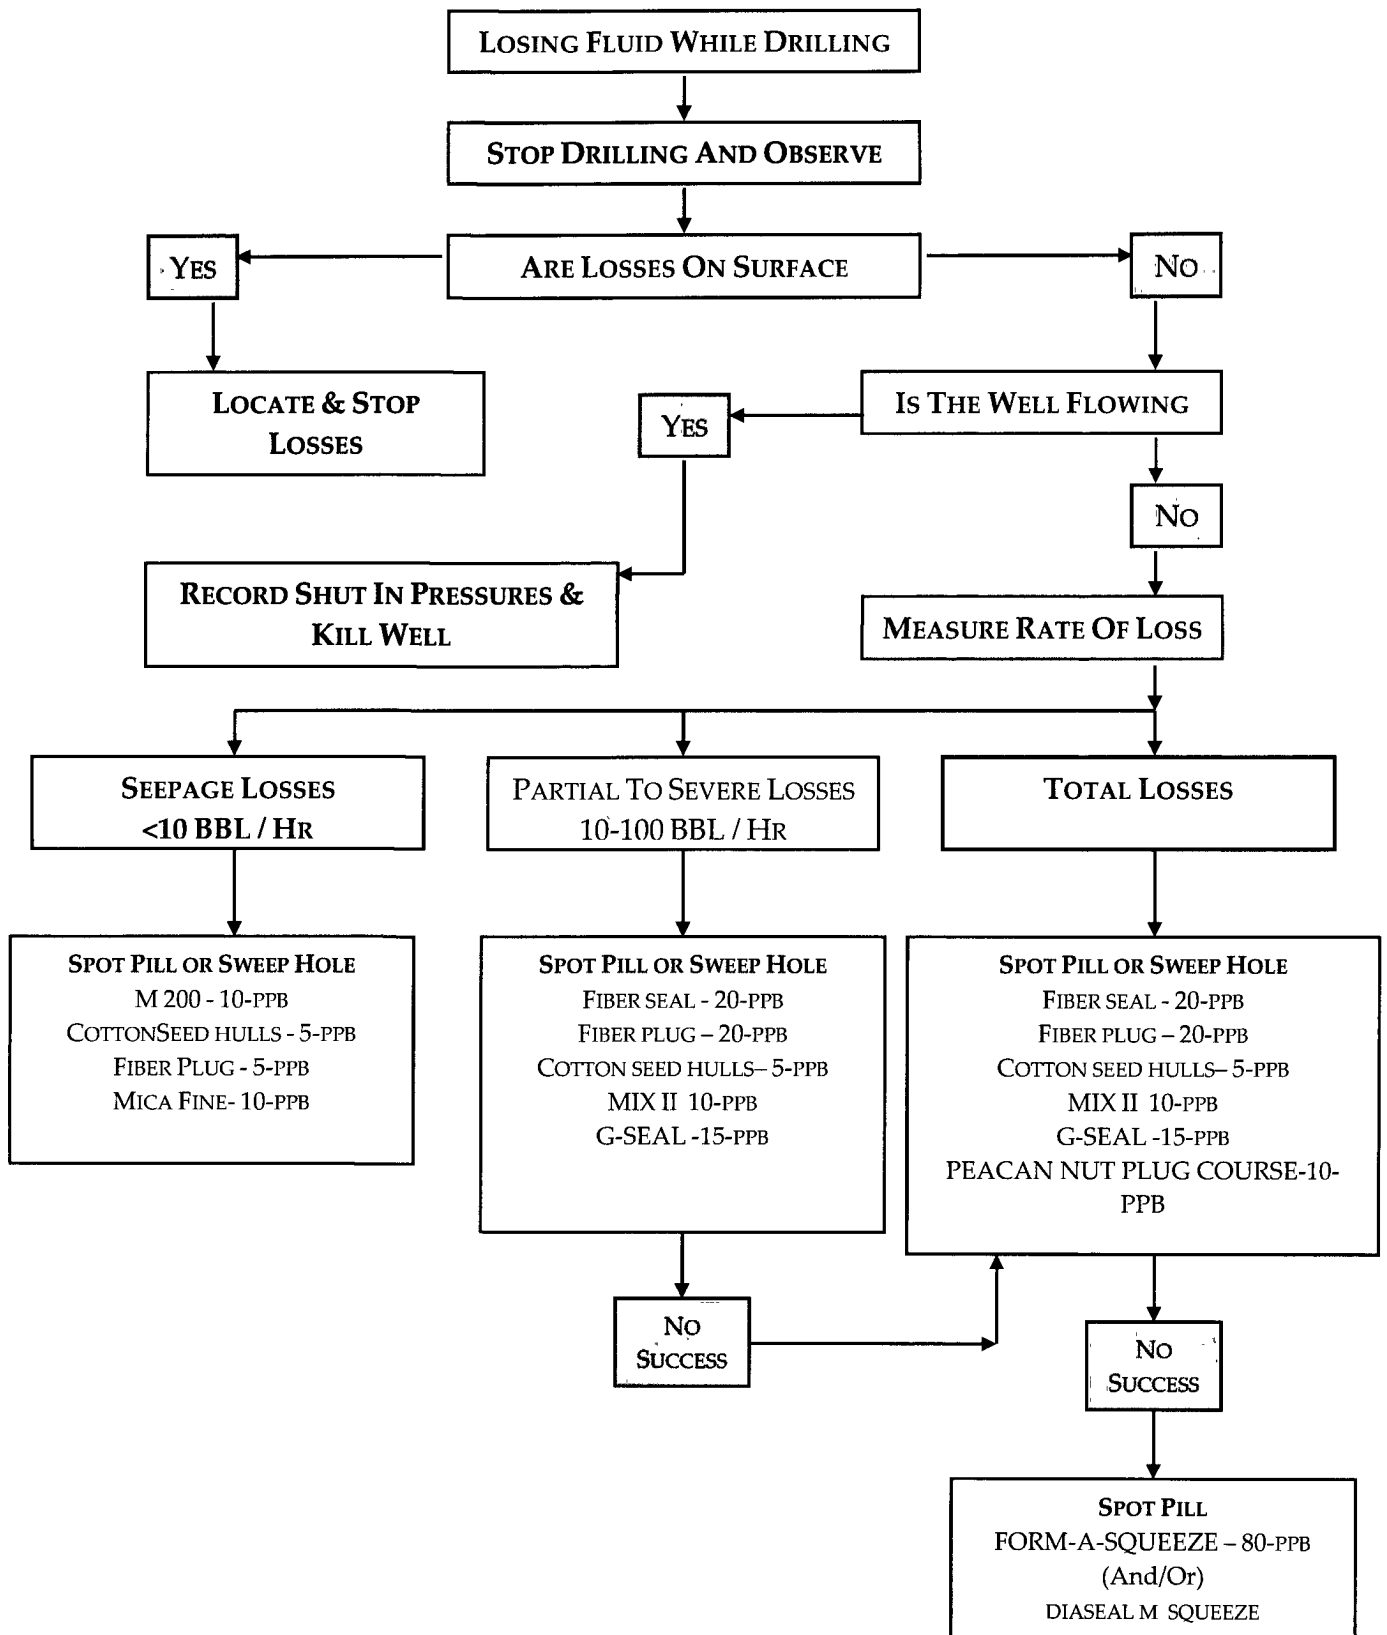 LOSING FLUID WHILE DRILLING
STOP DRILLING AND OBSERVE
YES
ARE LOSSES ON SURFACE
NO
LOCATE & STOP
LOSSES
YES
IS THE WELL FLOWING
NO
RECORD SHUT IN PRESSURES &
KILL WELL
MEASURE RATE OF LOSS
SEEPAGE LOSSES
<10 BBL / HR
PARTIAL TO SEVERE LOSSES
10-100 BBL / HR
TOTAL LOSSES
SPOT PILL OR SWEEP HOLE
M 200 - 10-PPB
COTTONSEED HULLS - 5-PPB
FIBER PLUG - 5-PPB
MICA FINE- 10-PPB
SPOT PILL OR SWEEP HOLE
FIBER SEAL - 20-PPB
FIBER PLUG – 20-PPB
COTTON SEED HULLS– 5-PPB
MIX II 10-PPB
G-SEAL -15-PPB
SPOT PILL OR SWEEP HOLE
FIBER SEAL - 20-PPB
FIBER PLUG – 20-PPB
COTTON SEED HULLS– 5-PPB
MIX II 10-PPB
G-SEAL -15-PPB
PEACAN NUT PLUG COURSE-10-
PPB
NO
SUCCESS
NO
SUCCESS
SPOT PILL
FORM-A-SQUEEZE – 80-PPB
(And/Or)
DIASEAL M SQUEEZE